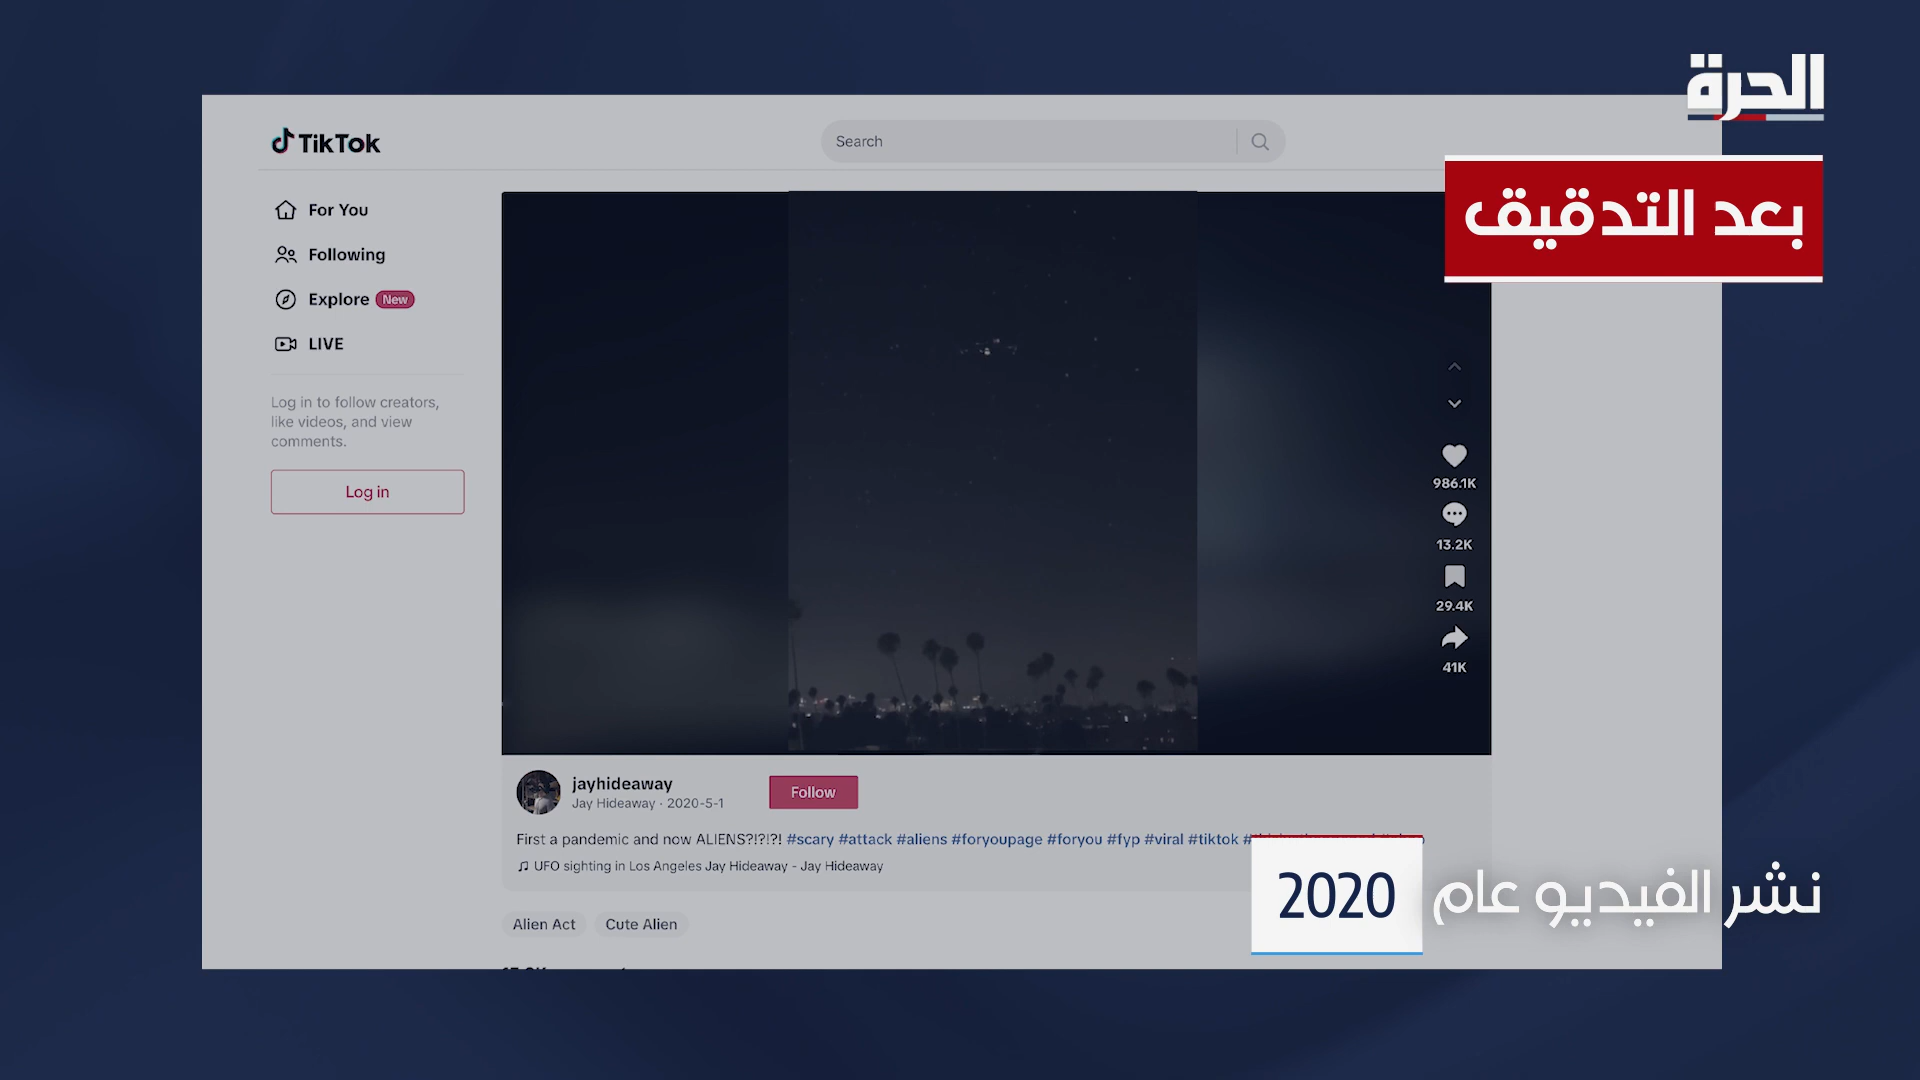 الحرة
بعد التدقيق
TikTok
Search
For You
Following
Explore New
LIVE
Log in to follow creators,
like videos, and view
comments.
Log in
986.1K
13.2K
29.4K
41K
jayhideaway
Jay Hideaway · 2020-5-1
Follow
First a pandemic and now ALIENS?!?!?! #scary #attack #aliens #foryoupage #foryou #fyp #viral #tiktok
UFO sighting in Los Angeles Jay Hideaway - Jay Hideaway
نشر الفيديو عام 2020
Alien Act
Cute Alien